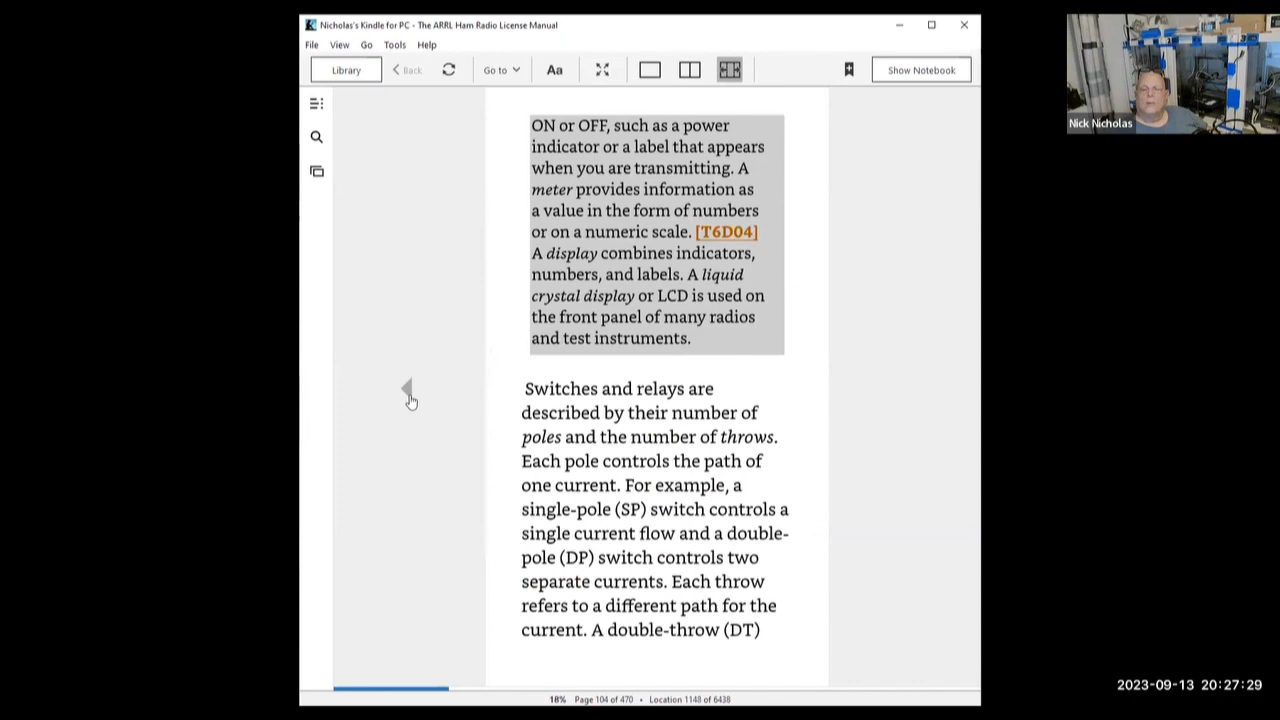 Nicholas's Kindle for PC - The ARRL Ham Radio License Manual
File View Go Tools Help
Library Back Go to Aa Show Notebook
ON or OFF, such as a power
indicator or a label that appears
when you are transmitting. A
meter provides information as
a value in the form of numbers
or on a numeric scale. [T6D04]
A display combines indicators,
numbers, and labels. A liquid
crystal display or LCD is used on
the front panel of many radios
and test instruments.
Switches and relays are
described by their number of
poles and the number of throws.
Each pole controls the path of
one current. For example, a
single-pole (SP) switch controls a
single current flow and a double-
pole (DP) switch controls two
separate currents. Each throw
refers to a different path for the
current. A double-throw (DT)
18% Page 104 of 470 • Location 1148 of 6438
Nick Nicholas
2023-09-13 20:27:29